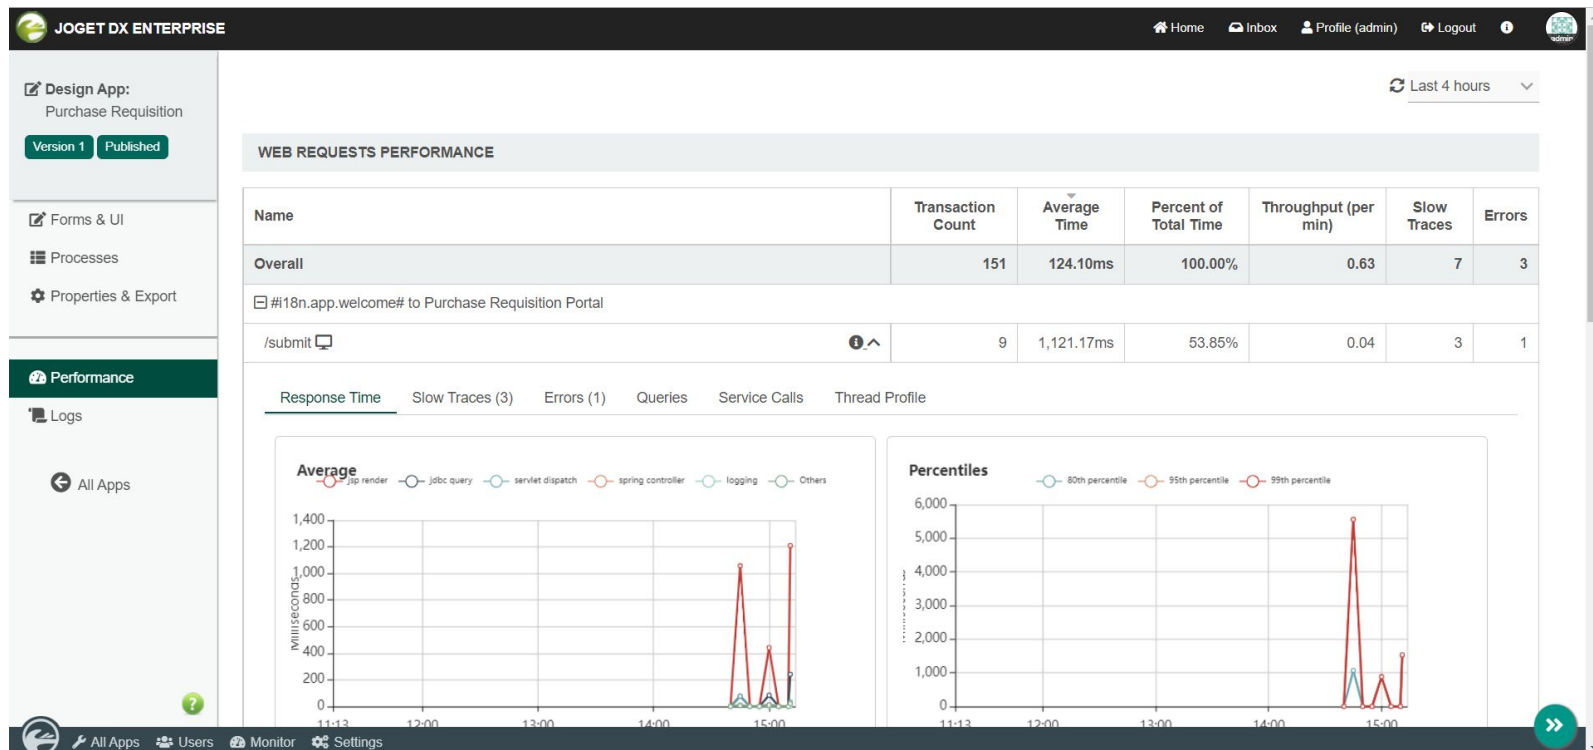 JOGET DX ENTERPRISE
Home Inbox Profile (admin) Logout
admin
Design App:
Purchase Requisition
Version 1 Published
Forms & UI
Processes
Properties & Export
Performance
Logs
All Apps
Last 4 hours
WEB REQUESTS PERFORMANCE
Name Transaction Count Average Time Percent of Total Time Throughput (per min) Slow Traces Errors
Overall 151 124.10ms 100.00% 0.63 7 3
#i18n.app.welcome# to Purchase Requisition Portal
/submit 9 1,121.17ms 53.85% 0.04 3 1
Response Time Slow Traces (3) Errors (1) Queries Service Calls Thread Profile
Average
jsp render jdbc query servlet dispatch spring controller logging Others
1,400
1,200
1,000
800
600
400
200
0
Milliseconds
11:13 12:00 13:00 14:00 15:00
Percentiles
80th percentile 95th percentile 99th percentile
6,000
5,000
4,000
3,000
2,000
1,000
0
11:13 12:00 13:00 14:00 15:00
?
All Apps Users Monitor Settings